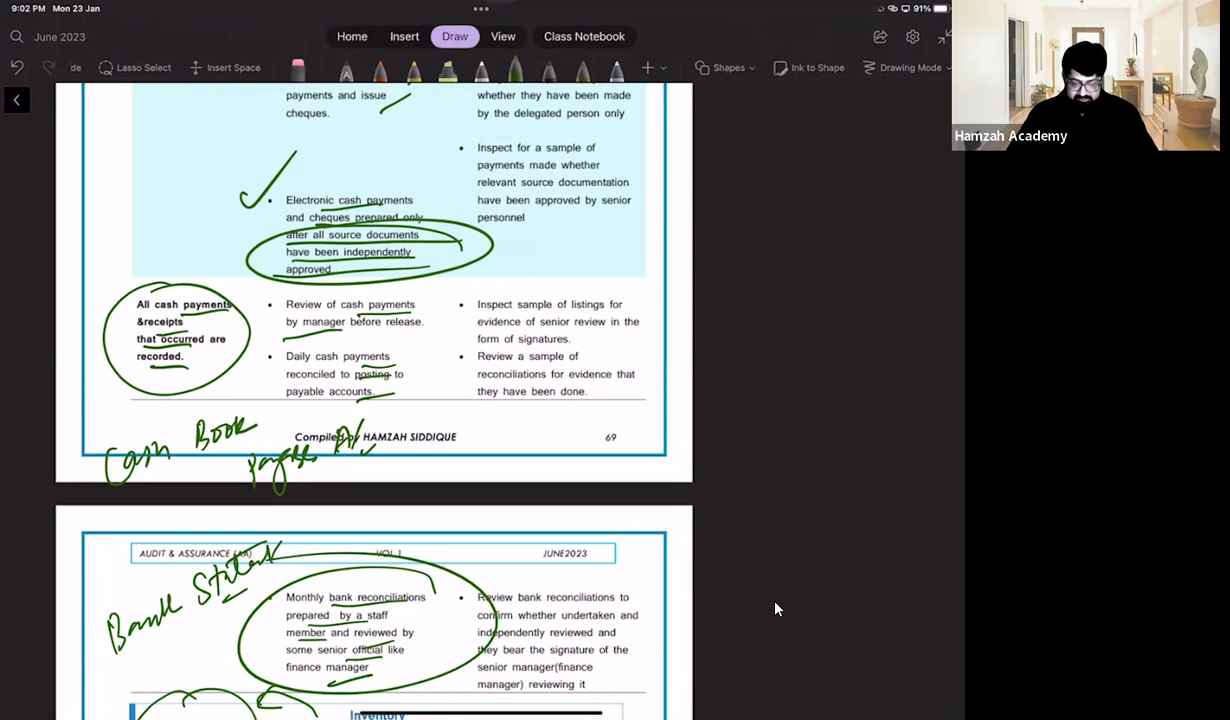 9:02 PM Mon 23 Jan
91%
June 2023
Home Insert Draw View Class Notebook
de Lasso Select Insert Space Shapes Ink to Shape Drawing Mode
Hamzah Academy
payments and issue
cheques.
whether they have been made
by the delegated person only
Inspect for a sample of
payments made whether
relevant source documentation
have been approved by senior
personnel
Electronic cash payments
and cheques prepared only
after all source documents
have been independently
approved.
All cash payments
&receipts
that occurred are
recorded.
Review of cash payments
by manager before release.
Daily cash payments
reconciled to posting to
payable accounts.
Inspect sample of listings for
evidence of senior review in the
form of signatures.
Review a sample of
reconciliations for evidence that
they have been done.
Cash Book
Compiled by HAMZAH SIDDIQUE 69
AUDIT & ASSURANCE (AA) VOL 1 JUNE2023
Bank
Monthly bank reconciliations
prepared by a staff
member and reviewed by
some senior official like
finance manager
Review bank reconciliations to
confirm whether undertaken and
independently reviewed and
they bear the signature of the
senior manager(finance
manager) reviewing it
Inventory